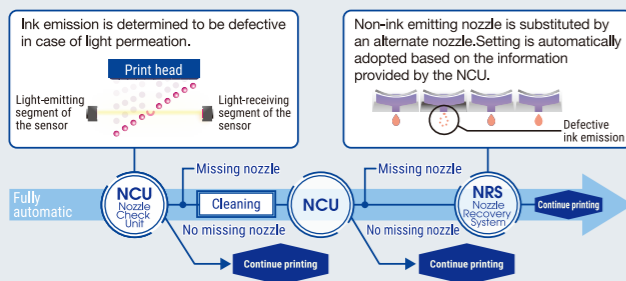 Ink emission is determined to be defective
in case of light permeation.
Print head
Light-emitting
segment of
the sensor
Light-receiving
segment of the
sensor
Non-ink emitting nozzle is substituted by
an alternate nozzle.Setting is automatically
adopted based on the information
provided by the NCU.
Defective
ink emission
Fully
automatic
NCU
Nozzle
Check
Unit
Missing nozzle
Cleaning
No missing nozzle
Continue printing
NCU
Missing nozzle
No missing nozzle
Continue printing
NRS
Nozzle
Recovery
System
Continue printing